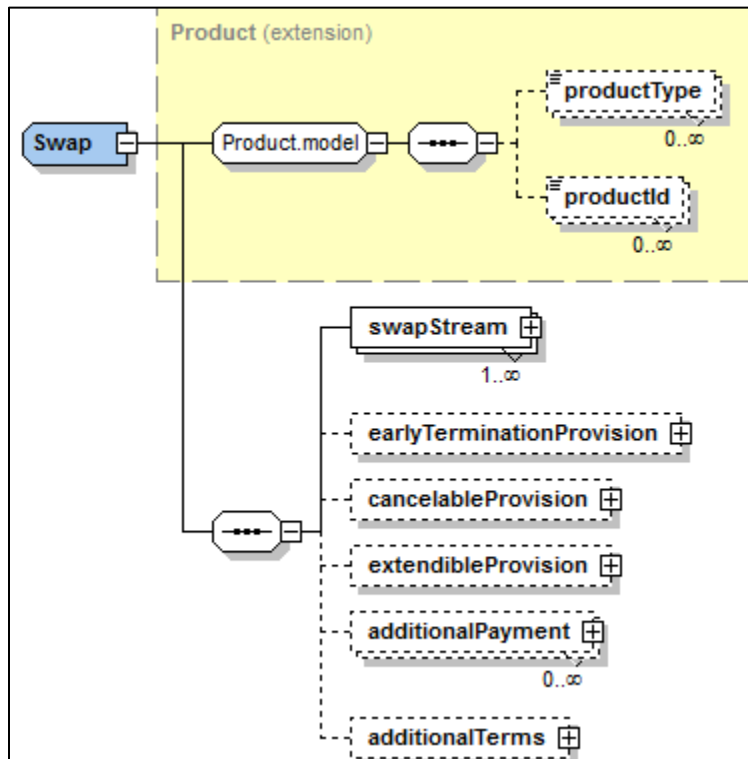 Product (extension)
productType
0..∞
Swap
Product.model
productId
0..∞
swapStream
1..∞
earlyTerminationProvision
cancelableProvision
extendibleProvision
additionalPayment
0..∞
additionalTerms